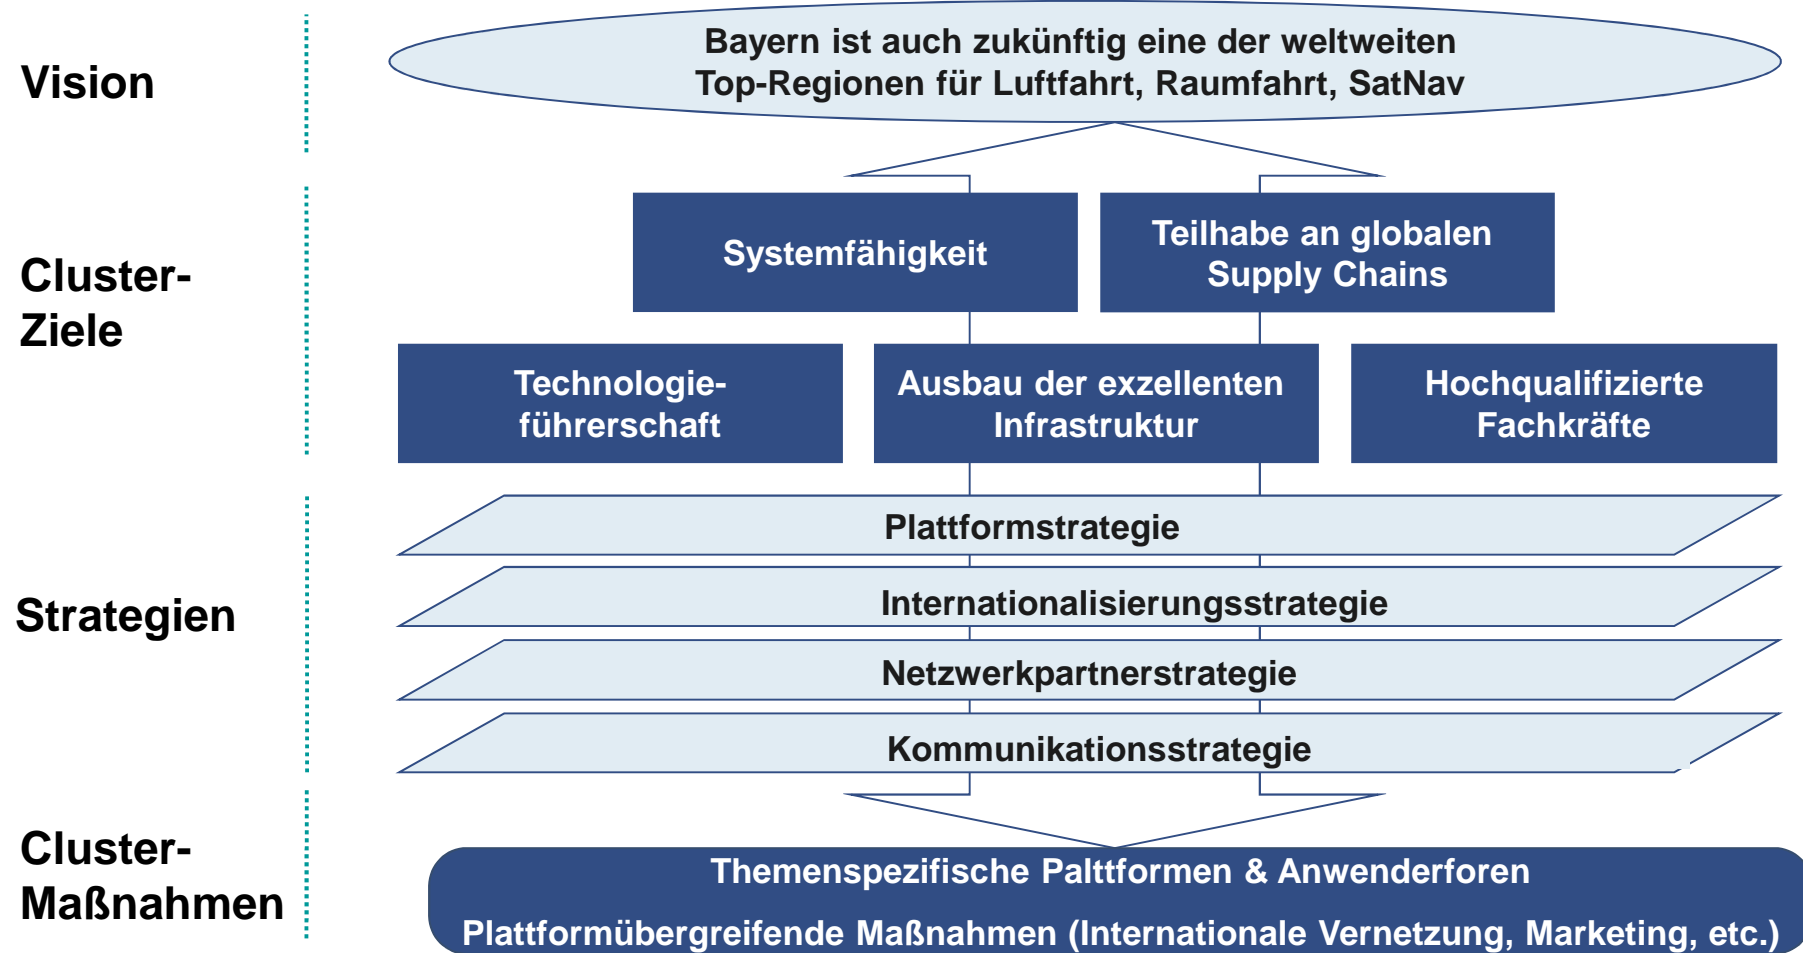 Vision
Bayern ist auch zukünftig eine der weltweiten
Top-Regionen für Luftfahrt, Raumfahrt, SatNav
Cluster-
Ziele
Systemfähigkeit
Teilhabe an globalen
Supply Chains
Technologie-
führerschaft
Ausbau der exzellenten
Infrastruktur
Hochqualifizierte
Fachkräfte
Strategien
Plattformstrategie
Internationalisierungsstrategie
Netzwerkpartnerstrategie
Kommunikationsstrategie
Cluster-
Maßnahmen
Themenspezifische Palttformen & Anwenderforen
Plattformübergreifende Maßnahmen (Internationale Vernetzung, Marketing, etc.)